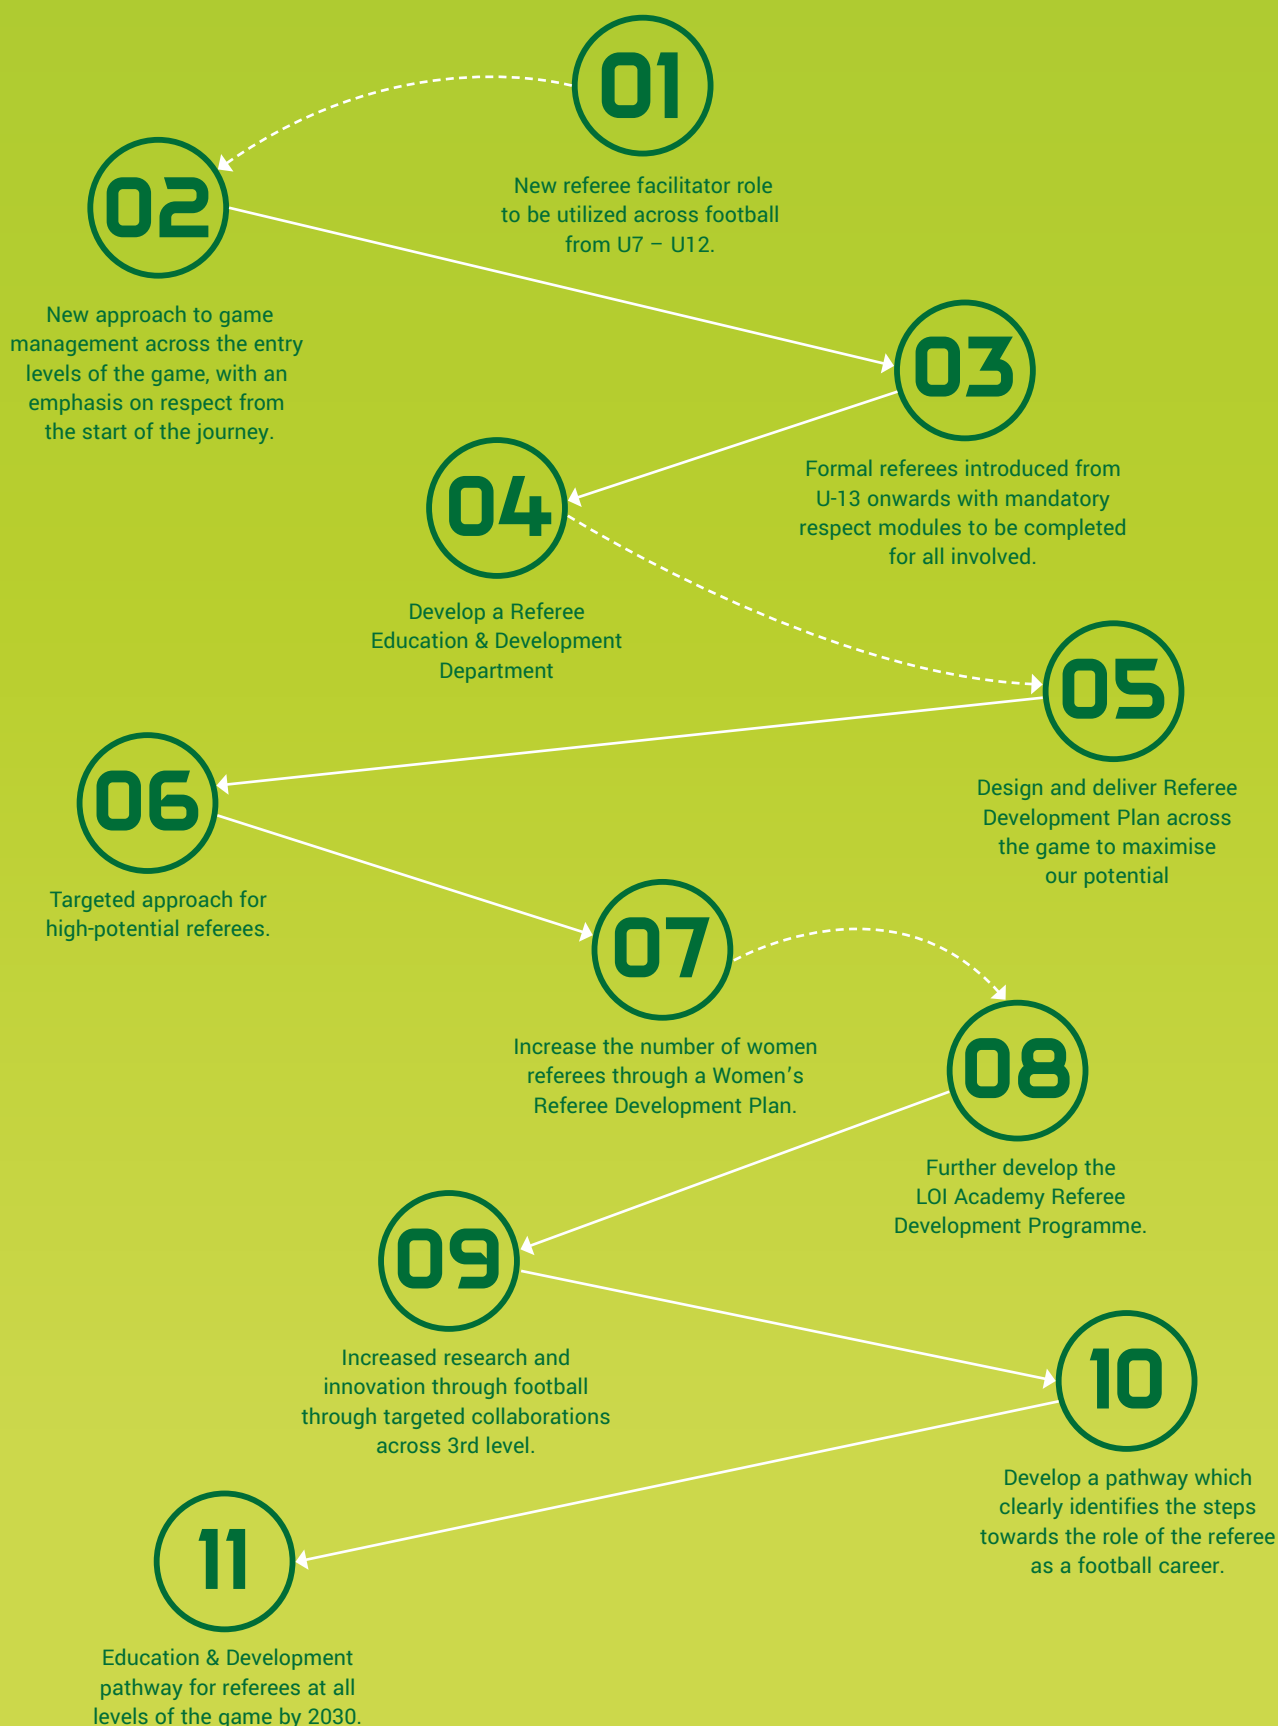 01
New referee facilitator role
to be utilized across football
from U7 – U12.
02
New approach to game
management across the entry
levels of the game, with an
emphasis on respect from
the start of the journey.
03
Formal referees introduced from
U-13 onwards with mandatory
respect modules to be completed
for all involved.
04
Develop a Referee
Education & Development
Department
05
Design and deliver Referee
Development Plan across
the game to maximise
our potential
06
Targeted approach for
high-potential referees.
07
Increase the number of women
referees through a Women’s
Referee Development Plan.
08
Further develop the
LOI Academy Referee
Development Programme.
09
Increased research and
innovation through football
through targeted collaborations
across 3rd level.
10
Develop a pathway which
clearly identifies the steps
towards the role of the referee
as a football career.
11
Education & Development
pathway for referees at all
levels of the game by 2030.